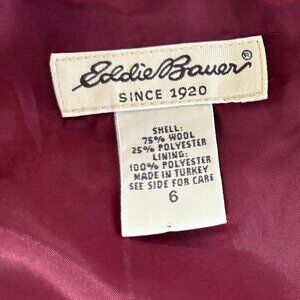 Eddie Bauer®
SINCE 1920
SHELL:
75% WOOL
25% POLYESTER
LINING:
100% POLYESTER
MADE IN TURKEY
SEE SIDE FOR CARE
6